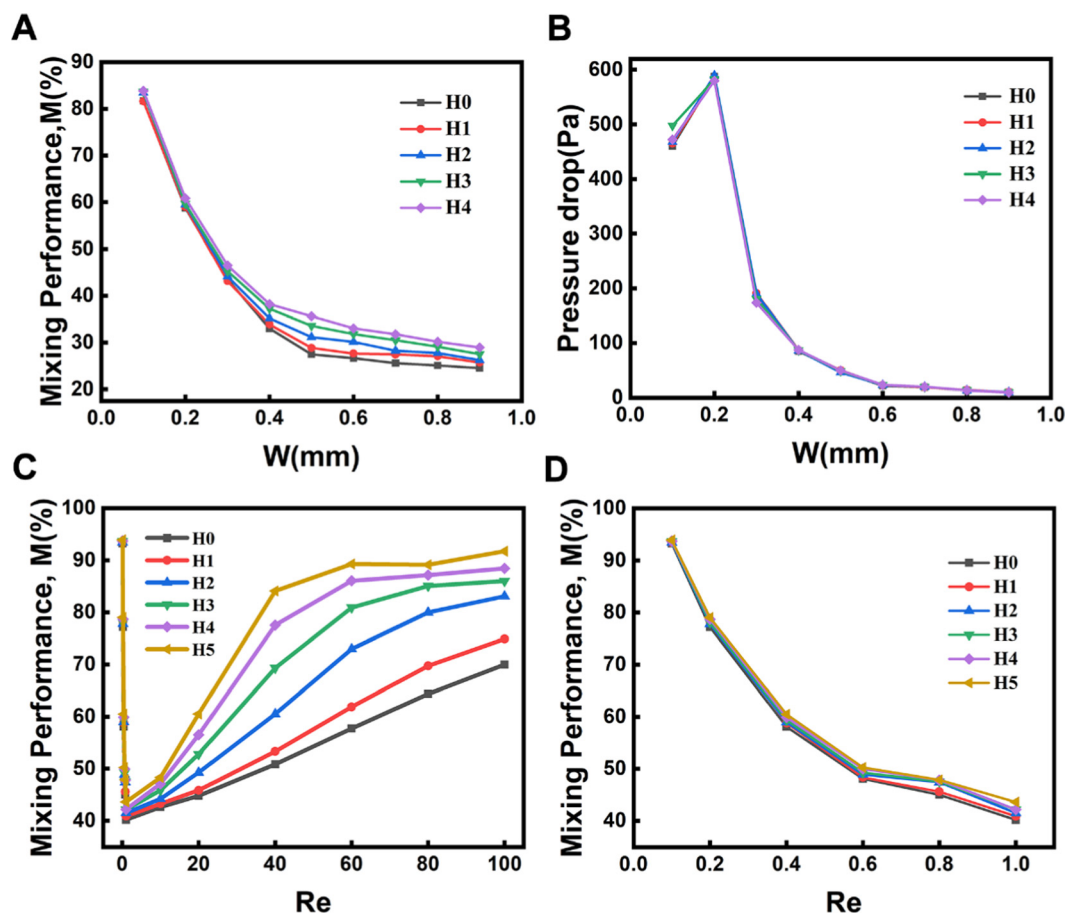 A
Mixing Performance,M(%)
90
80
70
60
50
40
30
20
0.0 0.2 0.4 0.6 0.8 1.0
W(mm)
H0
H1
H2
H3
H4
B
Pressure drop(Pa)
600
500
400
300
200
100
0
0.0 0.2 0.4 0.6 0.8 1.0
W(mm)
H0
H1
H2
H3
H4
C
Mixing Performance, M(%)
100
90
80
70
60
50
40
0 20 40 60 80 100
Re
H0
H1
H2
H3
H4
H5
D
Mixing Performance, M(%)
100
90
80
70
60
50
40
0.0 0.2 0.4 0.6 0.8 1.0
Re
H0
H1
H2
H3
H4
H5